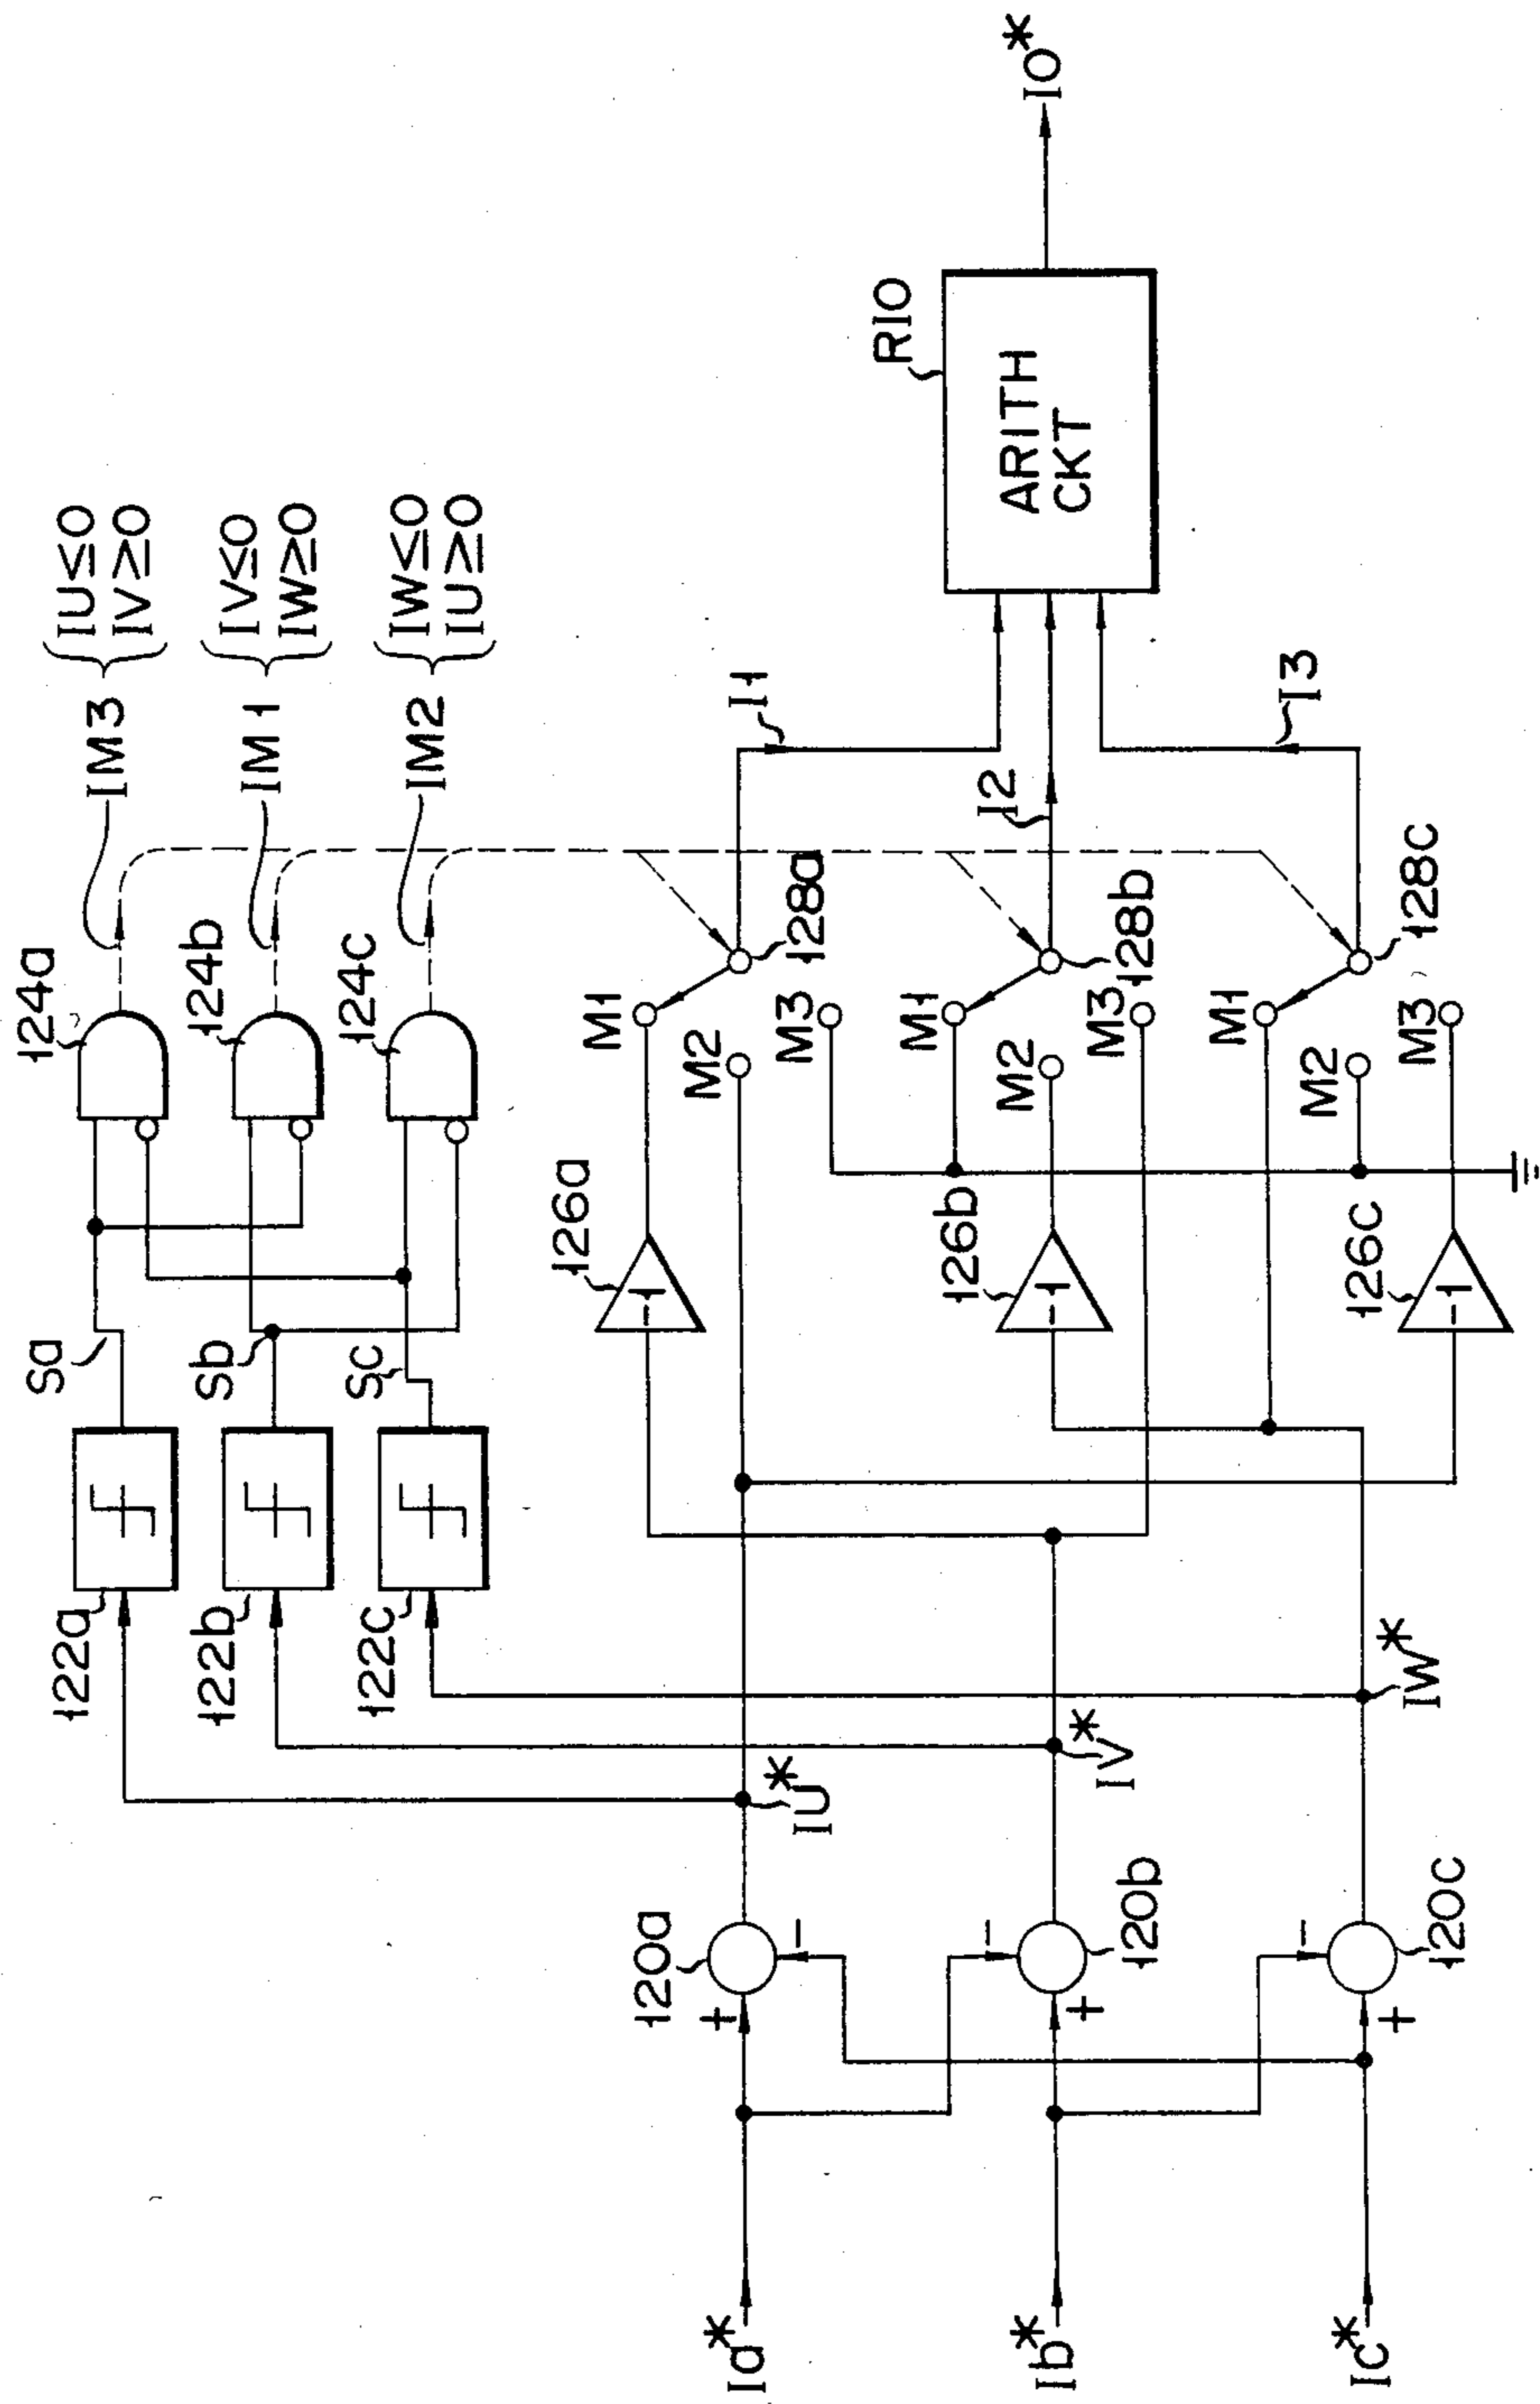 IU≤0
IV≥0
IM3
IV≤0
IW≥0
IM1
IW≤0
IU≥0
IM2
124a
124b
124c
Sa
Sb
Sc
122a
122b
122c
Ia*
Ib*
Ic*
120a
+
-
120b
+
-
120c
+
-
IU*
IV*
IW*
126a
-1
126b
-1
126c
-1
M1
M2
M3
128a
M1
M2
M3
128b
M1
M2
M3
128c
I1
I2
I3
R10
ARITH
CKT
IO*